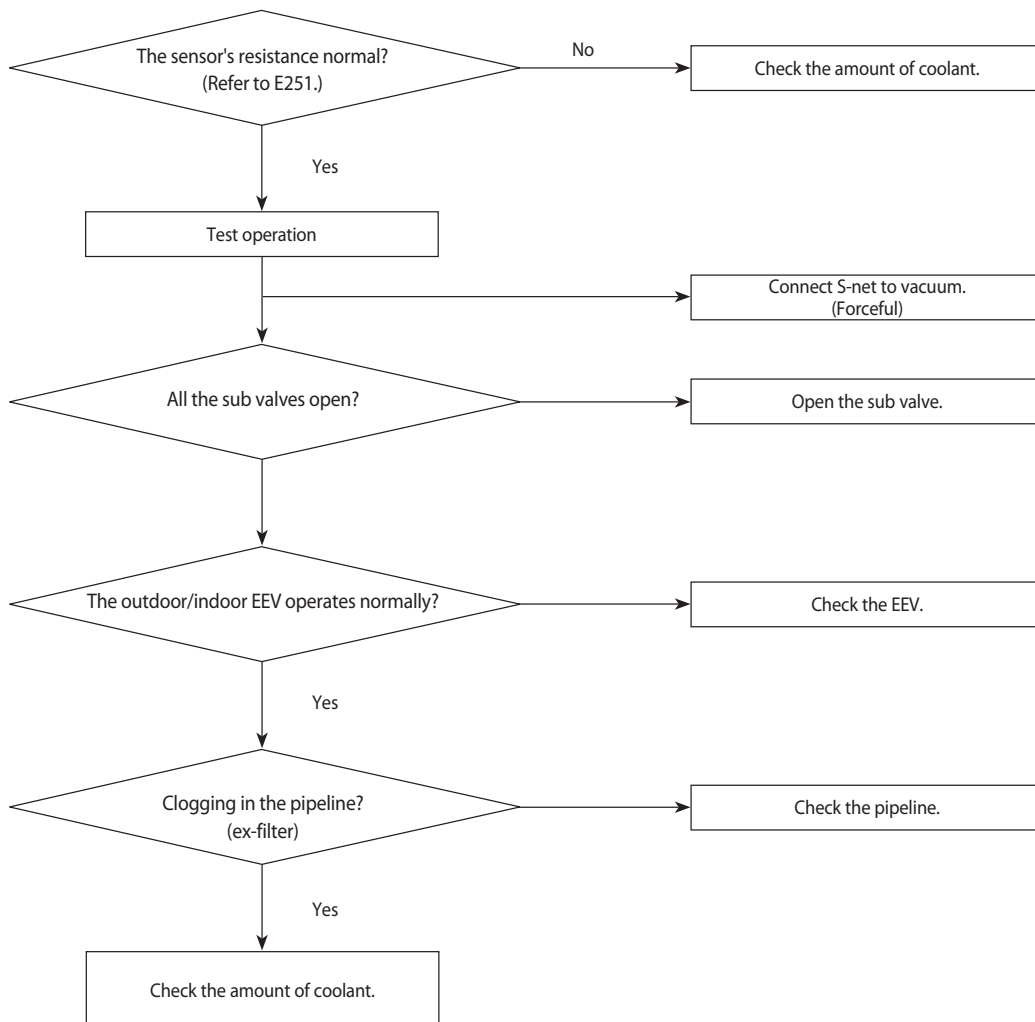 The sensor's resistance normal?
(Refer to E251.)
No
Check the amount of coolant.
Yes
Test operation
Connect S-net to vacuum.
(Forceful)
All the sub valves open?
Open the sub valve.
The outdoor/indoor EEV operates normally?
Check the EEV.
Yes
Clogging in the pipeline?
(ex-filter)
Check the pipeline.
Yes
Check the amount of coolant.